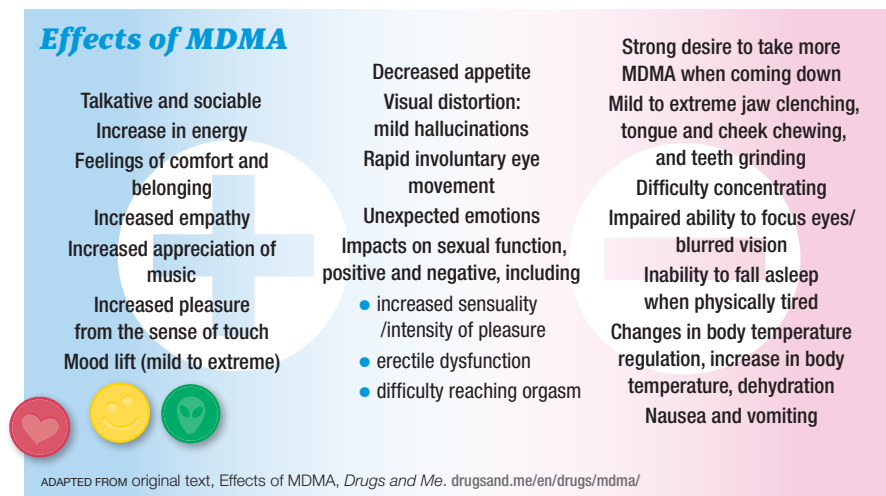 Effects of MDMA
Talkative and sociable
Increase in energy
Feelings of comfort and
belonging
Increased empathy
Increased appreciation of
music
Increased pleasure
from the sense of touch
Mood lift (mild to extreme)
Decreased appetite
Visual distortion:
mild hallucinations
Rapid involuntary eye
movement
Unexpected emotions
Impacts on sexual function,
positive and negative, including
• increased sensuality
/intensity of pleasure
• erectile dysfunction
• difficulty reaching orgasm
Strong desire to take more
MDMA when coming down
Mild to extreme jaw clenching,
tongue and cheek chewing,
and teeth grinding
Difficulty concentrating
Impaired ability to focus eyes/
blurred vision
Inability to fall asleep
when physically tired
Changes in body temperature
regulation, increase in body
temperature, dehydration
Nausea and vomiting
ADAPTED FROM original text, Effects of MDMA, Drugs and Me. drugsand.me/en/drugs/mdma/